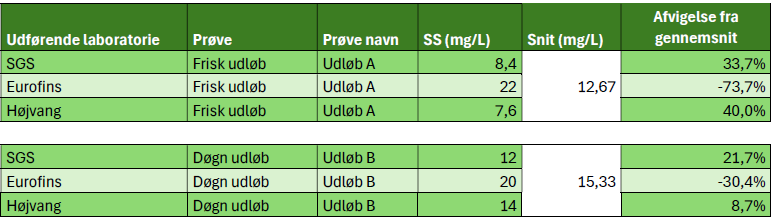 Udførende laboratorie Prøve Prøve navn SS (mg/L) Snit (mg/L) Afvigelse fra gennemsnit
SGS Frisk udløb Udløb A 8,4 33,7%
Eurofins Frisk udløb Udløb A 22 12,67 -73,7%
Højvang Frisk udløb Udløb A 7,6 40,0%
SGS Døgn udløb Udløb B 12 21,7%
Eurofins Døgn udløb Udløb B 20 15,33 -30,4%
Højvang Døgn udløb Udløb B 14 8,7%